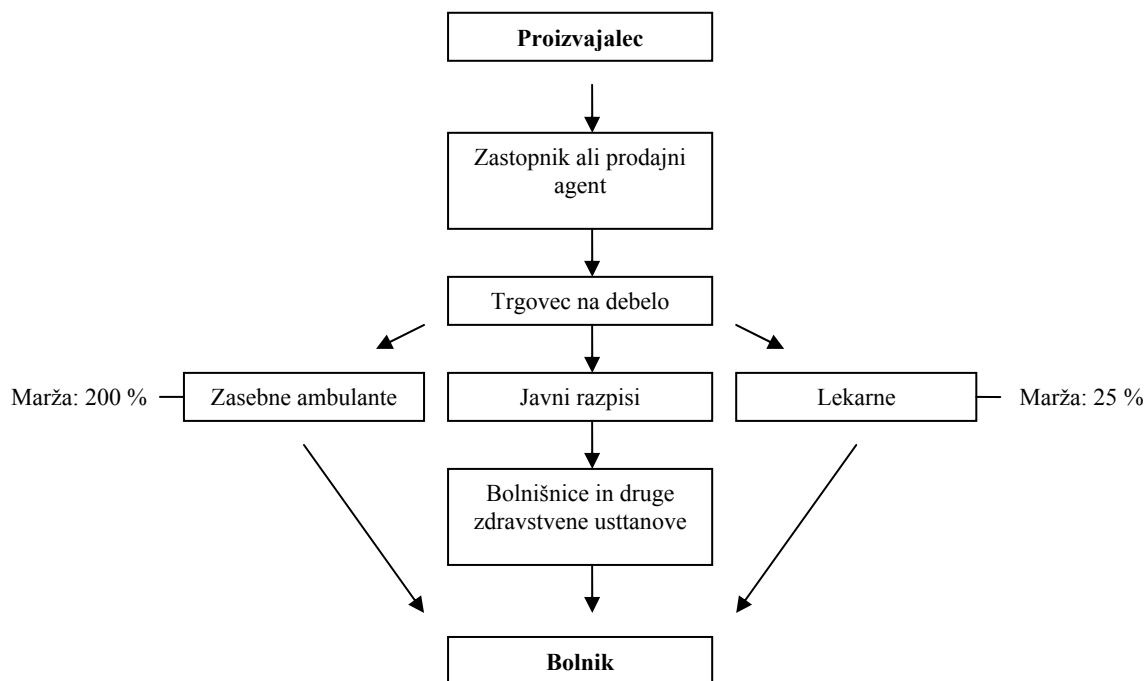 Proizvajalec
Zastopnik ali prodajni
agent
Trgovec na debelo
Marža: 200 %
Zasebne ambulante
Javni razpisi
Lekarne
Marža: 25 %
Bolnišnice in druge
zdravstvene usttanove
Bolnik